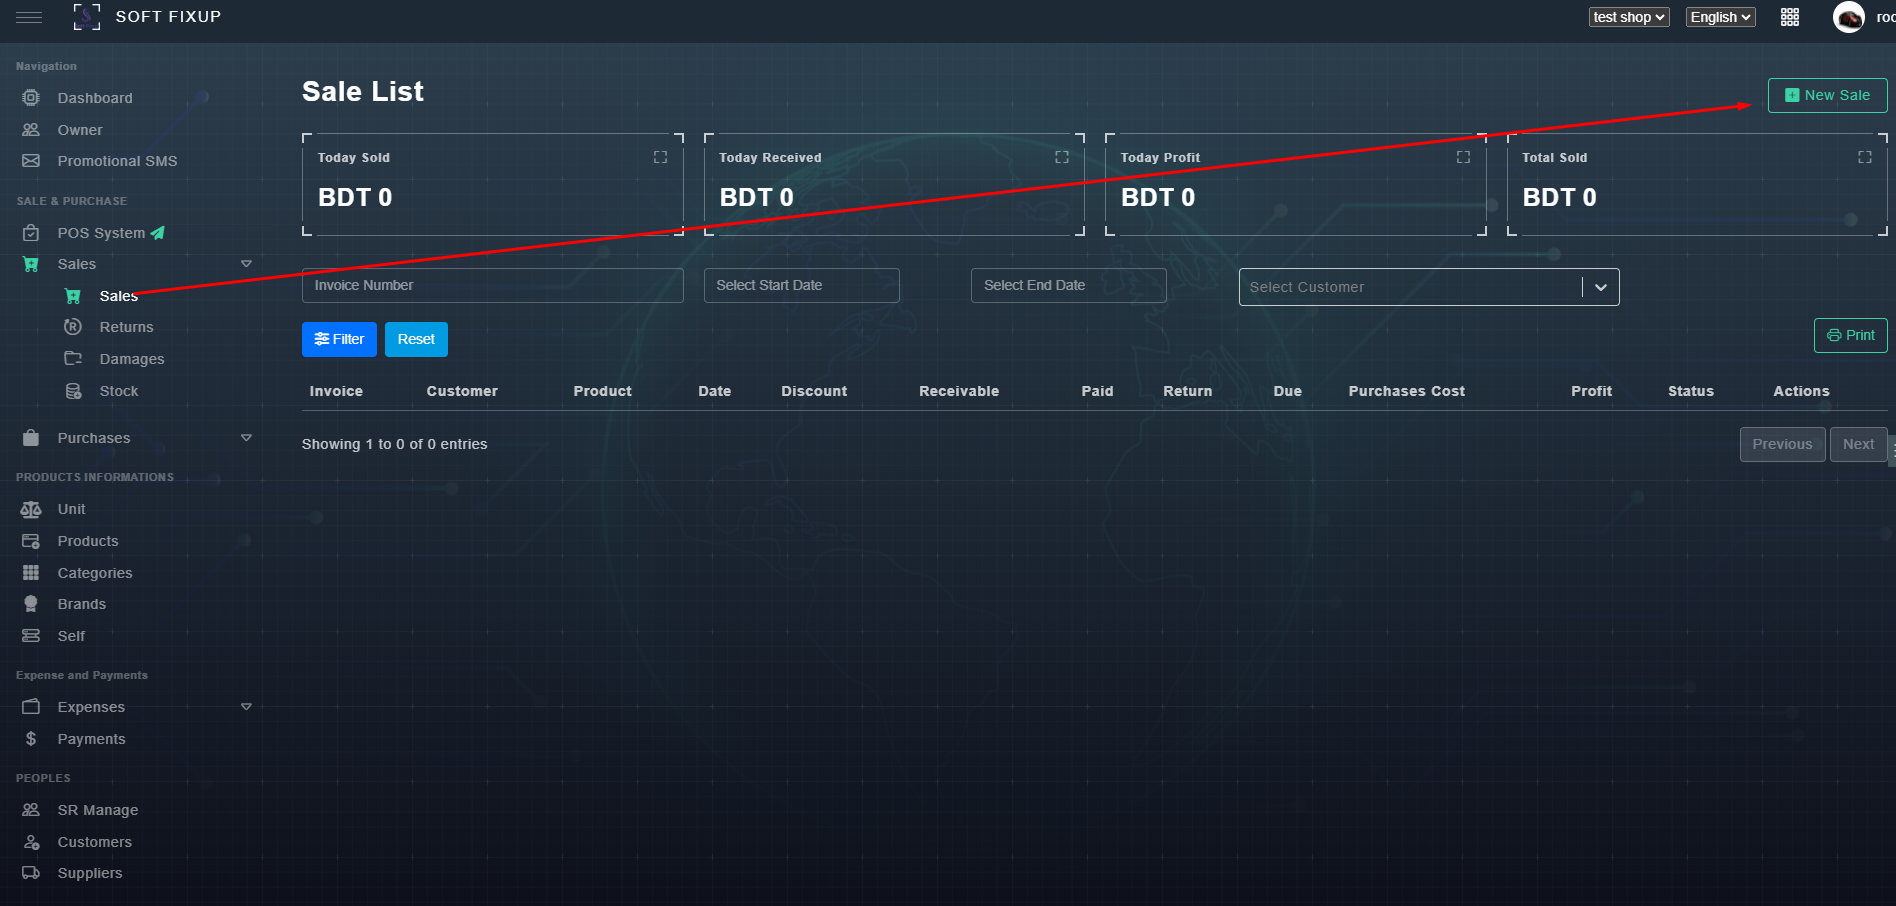 SOFT FIXUP
test shop
English
Navigation
Dashboard
Owner
Promotional SMS
SALE & PURCHASE
POS System
Sales
Sales
Returns
Damages
Stock
Purchases
PRODUCTS INFORMATIONS
Unit
Products
Categories
Brands
Self
Expense and Payments
Expenses
Payments
PEOPLES
SR Manage
Customers
Suppliers
Sale List
New Sale
Today Sold
BDT 0
Today Received
BDT 0
Today Profit
BDT 0
Total Sold
BDT 0
Invoice Number
Select Start Date
Select End Date
Select Customer
Filter
Reset
Print
Invoice Customer Product Date Discount Receivable Paid Return Due Purchases Cost Profit Status Actions
Showing 1 to 0 of 0 entries
Previous
Next